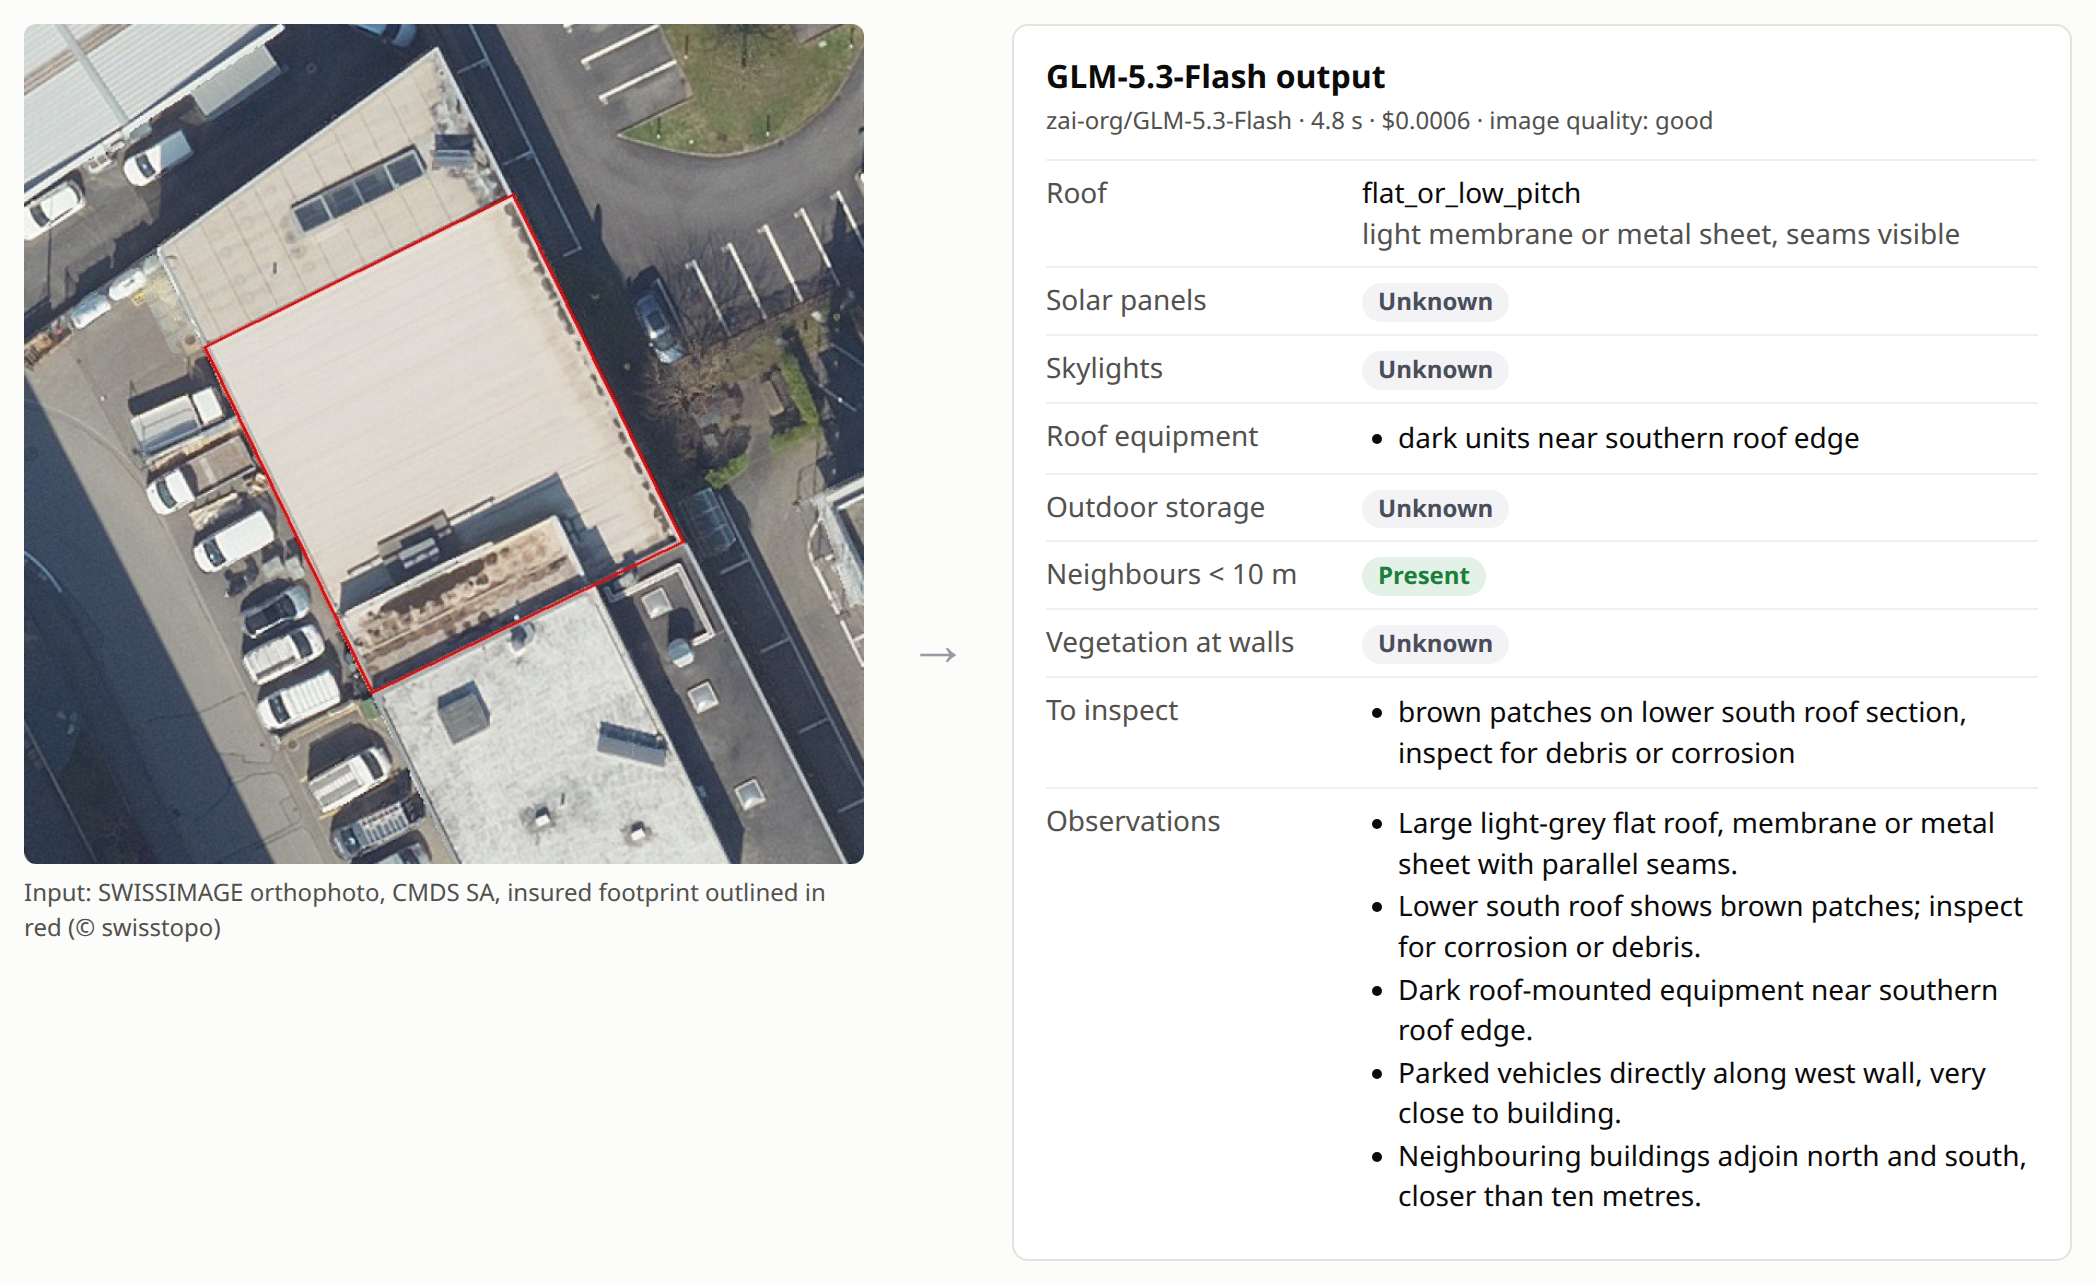 GLM-5.3-Flash output
zai-org/GLM-5.3-Flash · 4.8 s · $0.0006 · image quality: good
Roof
flat_or_low_pitch
light membrane or metal sheet, seams visible
Solar panels
Unknown
Skylights
Unknown
Roof equipment
• dark units near southern roof edge
Outdoor storage
Unknown
Neighbours < 10 m
Present
Vegetation at walls
Unknown
To inspect
• brown patches on lower south roof section,
inspect for debris or corrosion
Observations
• Large light-grey flat roof, membrane or metal
sheet with parallel seams.
• Lower south roof shows brown patches; inspect
for corrosion or debris.
• Dark roof-mounted equipment near southern
roof edge.
• Parked vehicles directly along west wall, very
close to building.
• Neighbouring buildings adjoin north and south,
closer than ten metres.
→
Input: SWISSIMAGE orthophoto, CMDS SA, insured footprint outlined in
red (© swisstopo)